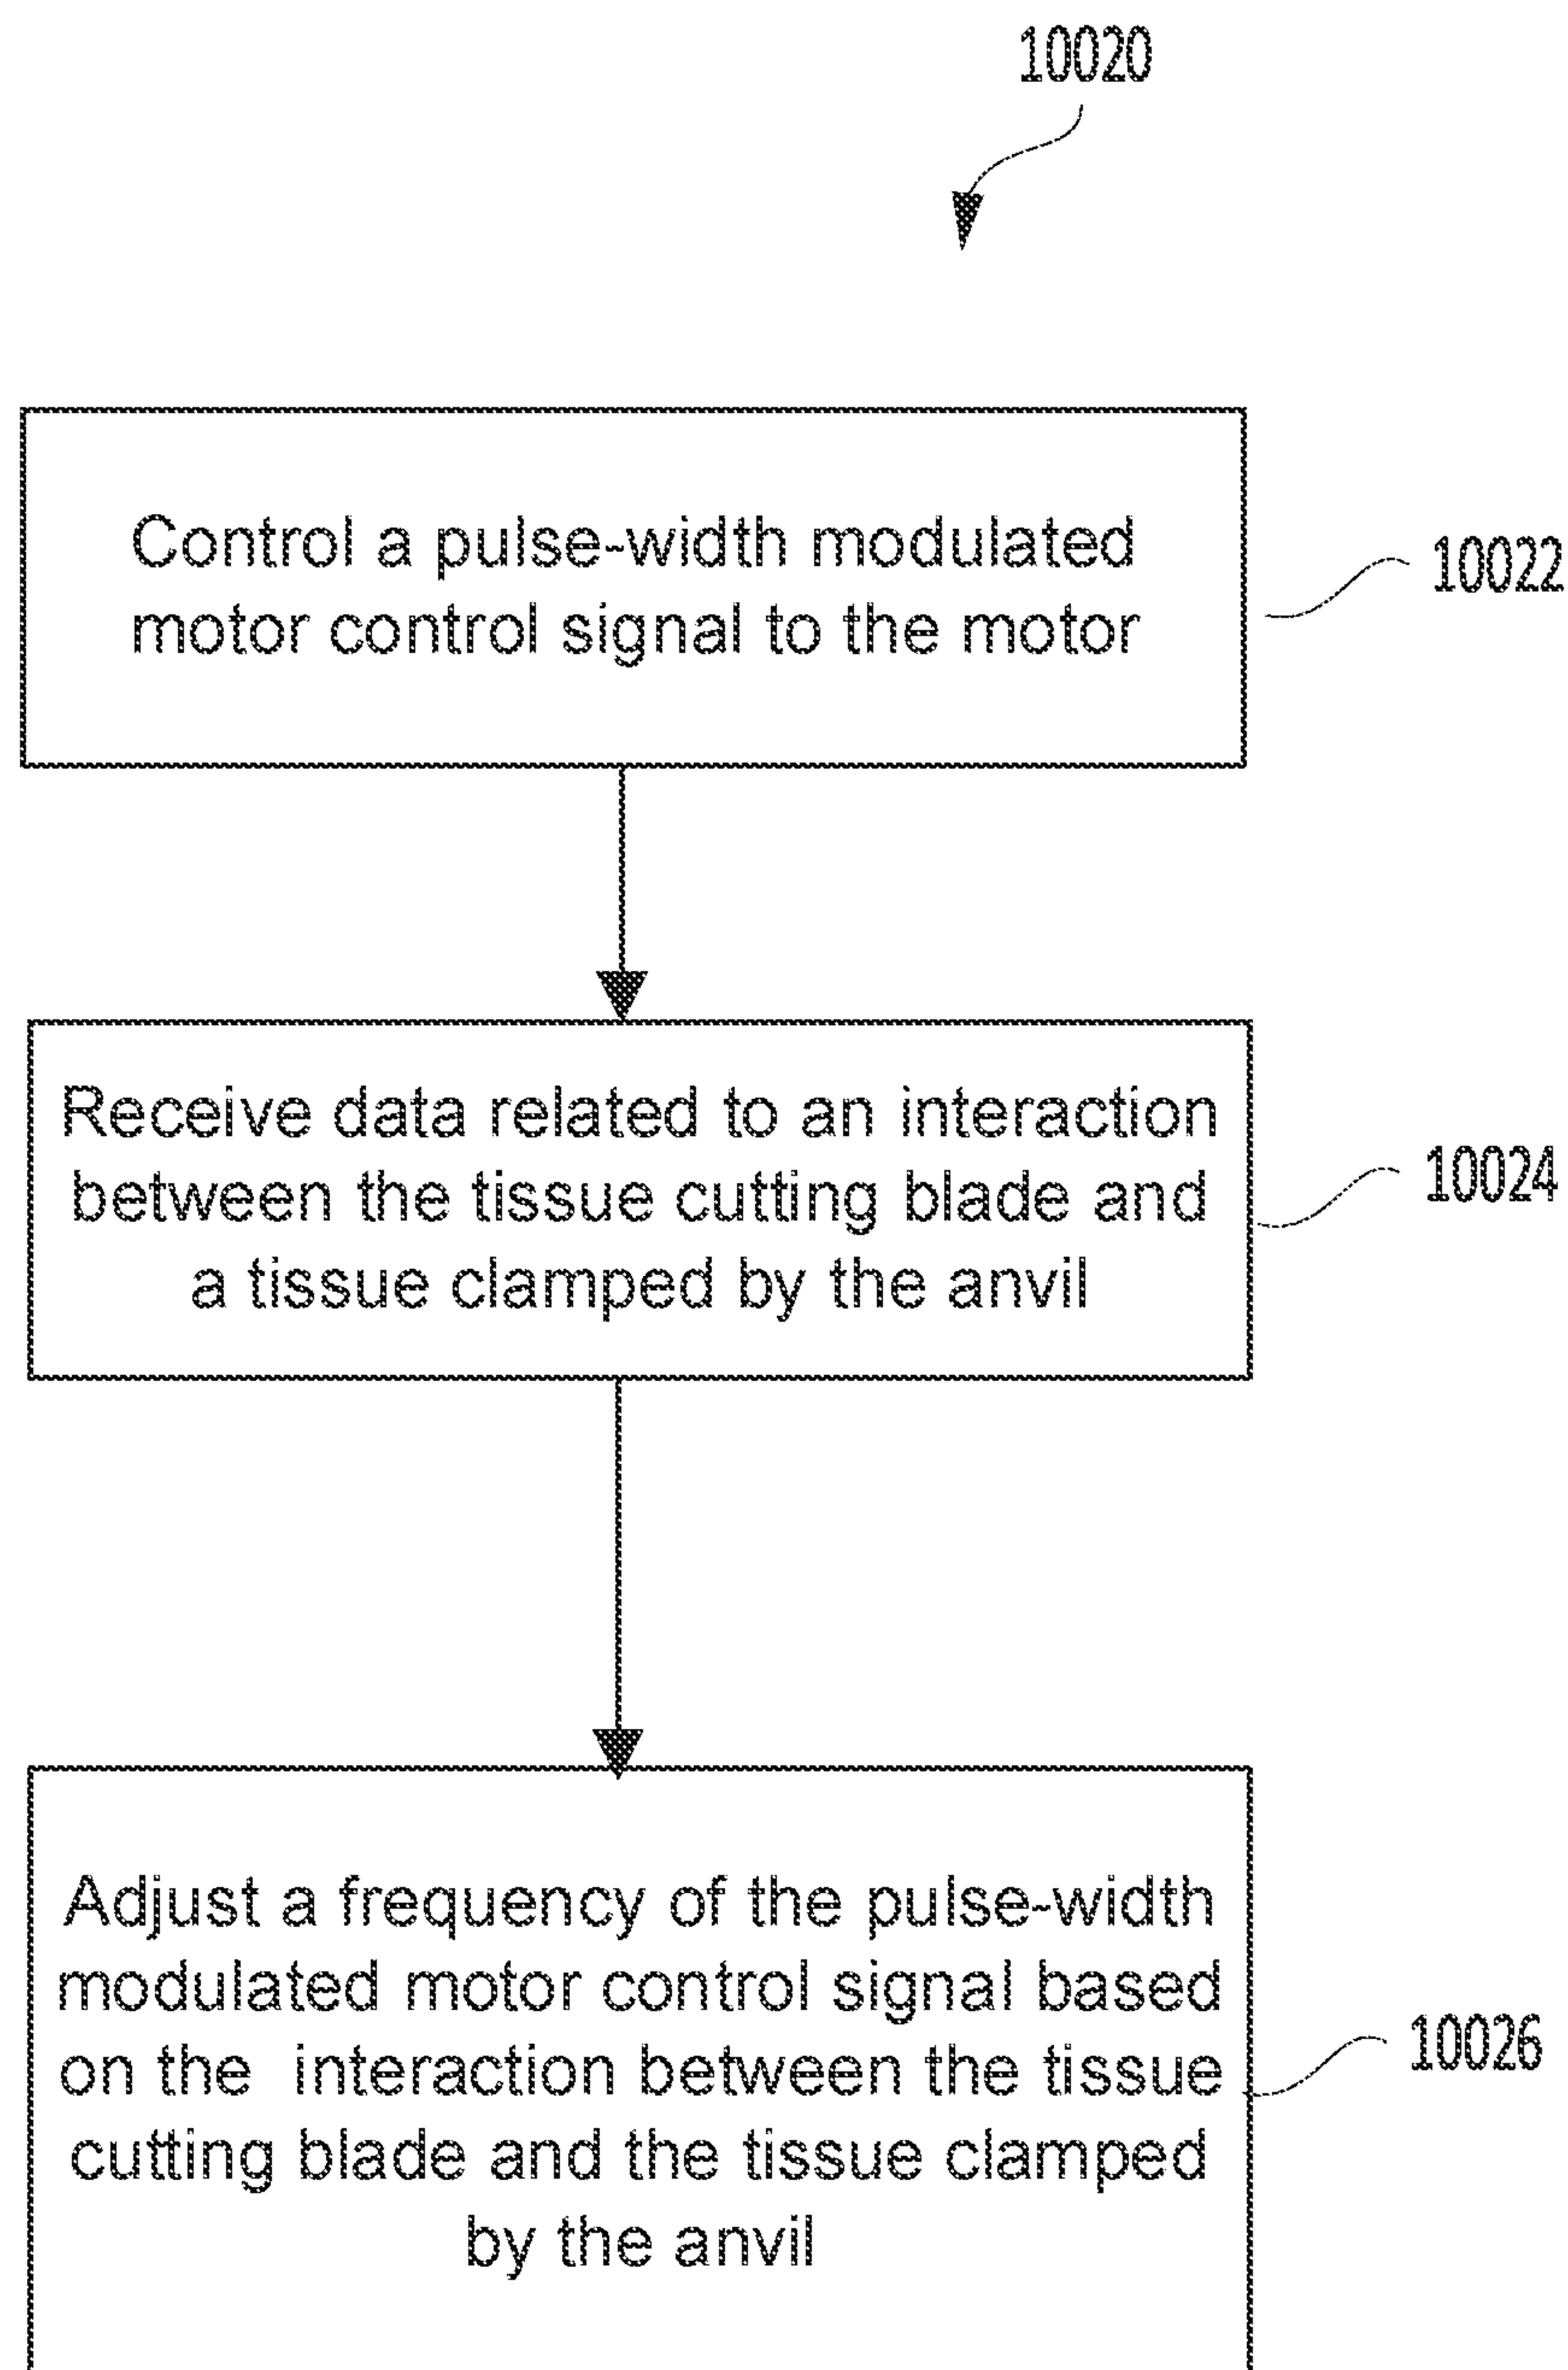 10020
Control a pulse-width modulated
motor control signal to the motor
10022
Receive data related to an interaction
between the tissue cutting blade and
a tissue clamped by the anvil
10024
Adjust a frequency of the pulse-width
modulated motor control signal based
on the interaction between the tissue
cutting blade and the tissue clamped
by the anvil
10026